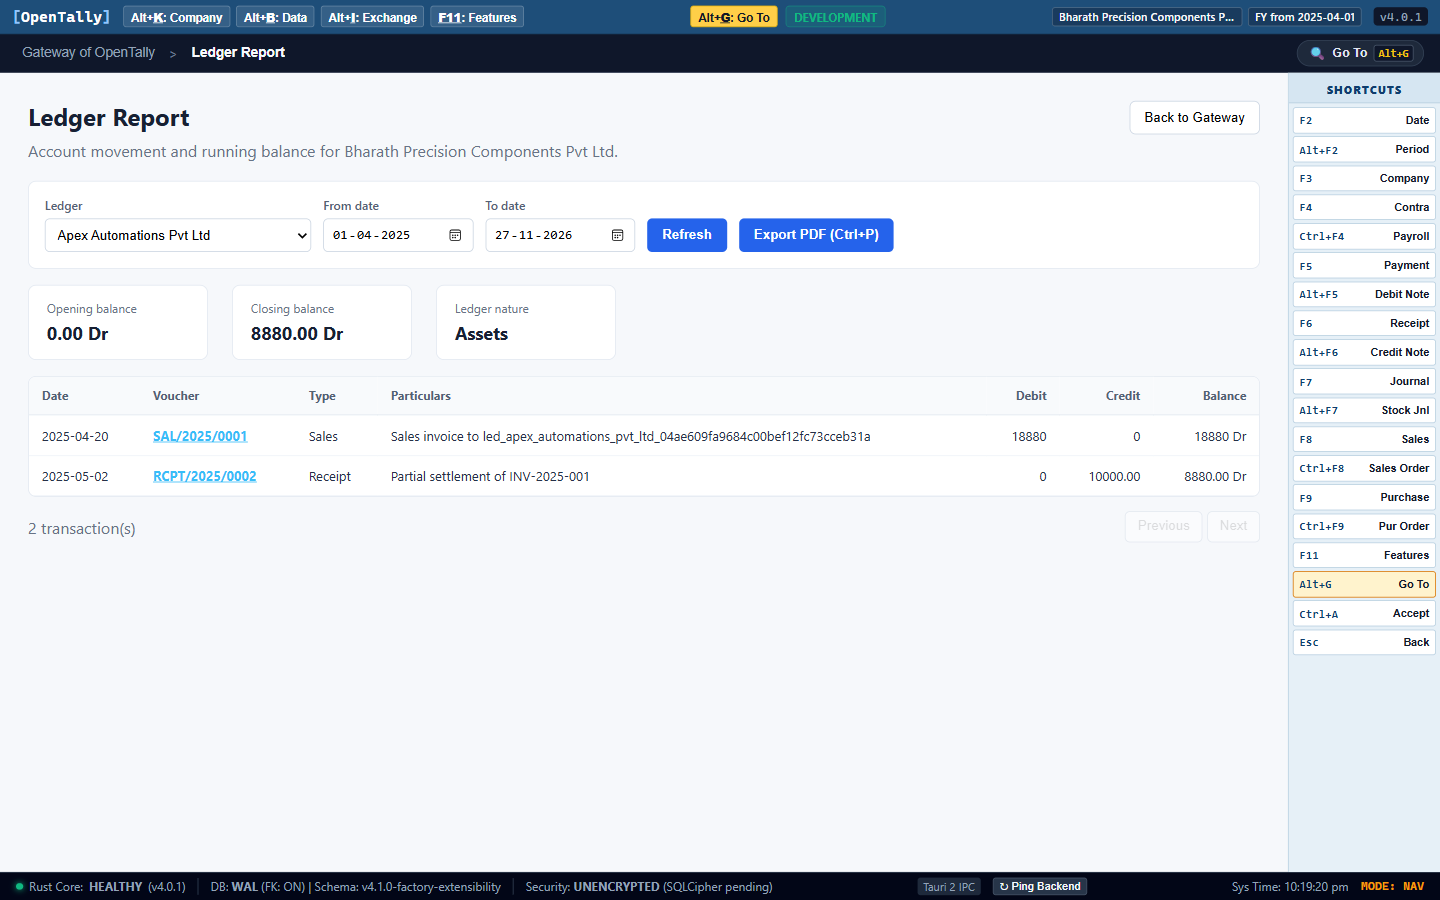 [OpenTally] Alt+K: Company Alt+B: Data Alt+I: Exchange F11: Features Alt+G: Go To DEVELOPMENT Bharath Precision Components P... FY from 2025-04-01 v4.0.1
Gateway of OpenTally > Ledger Report Go To Alt+G
SHORTCUTS
F2 Date
Alt+F2 Period
F3 Company
F4 Contra
Ctrl+F4 Payroll
F5 Payment
Alt+F5 Debit Note
F6 Receipt
Alt+F6 Credit Note
F7 Journal
Alt+F7 Stock Jnl
F8 Sales
Ctrl+F8 Sales Order
F9 Purchase
Ctrl+F9 Pur Order
F11 Features
Alt+G Go To
Ctrl+A Accept
Esc Back
Ledger Report
Back to Gateway
Account movement and running balance for Bharath Precision Components Pvt Ltd.
Ledger From date To date
Apex Automations Pvt Ltd 01-04-2025 27-11-2026 Refresh Export PDF (Ctrl+P)
Opening balance Closing balance Ledger nature
0.00 Dr 8880.00 Dr Assets
Date Voucher Type Particulars Debit Credit Balance
2025-04-20 SAL/2025/0001 Sales Sales invoice to led_apex_automations_pvt_ltd_04ae609fa9684c00bef12fc73cceb31a 18880 0 18880 Dr
2025-05-02 RCPT/2025/0002 Receipt Partial settlement of INV-2025-001 0 10000.00 8880.00 Dr
2 transaction(s) Previous Next
Rust Core: HEALTHY (v4.0.1) DB: WAL (FK: ON) | Schema: v4.1.0-factory-extensibility Security: UNENCRYPTED (SQLCipher pending) Tauri 2 IPC ↻ Ping Backend Sys Time: 10:19:20 pm MODE: NAV